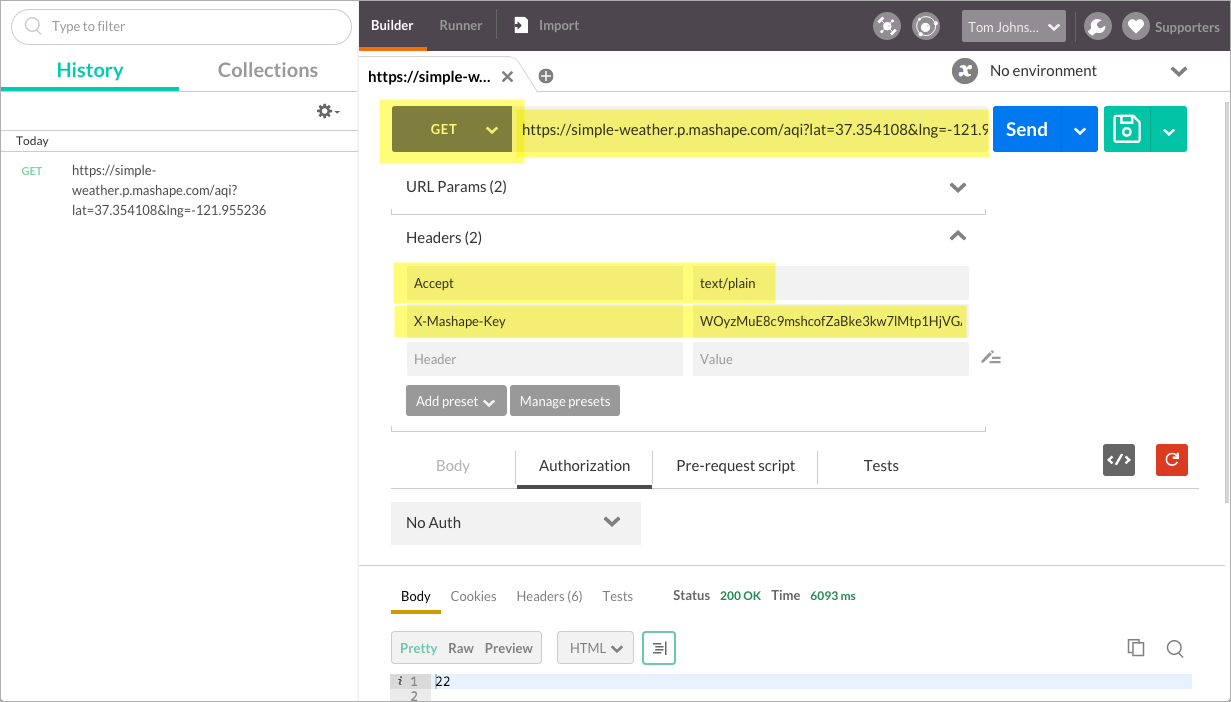 Type to filter
Builder
Runner
Import
Tom Johns...
Supporters
History
Collections
https://simple-w...
No environment
Today
GET
https://simple-
weather.p.mashape.com/aqi?
lat=37.354108&lng=-121.955236
GET
https://simple-weather.p.mashape.com/aqi?lat=37.354108&lng=-121.9
Send
URL Params (2)
Headers (2)
Accept
text/plain
X-Mashape-Key
WOyzMuE8c9mshcofZaBke3kw7lMtp1HjVGA
Header
Value
Add preset
Manage presets
Body
Authorization
Pre-request script
Tests
</>
No Auth
Body
Cookies
Headers (6)
Tests
Status 200 OK Time 6093 ms
Pretty Raw Preview
HTML
i 1 22
2